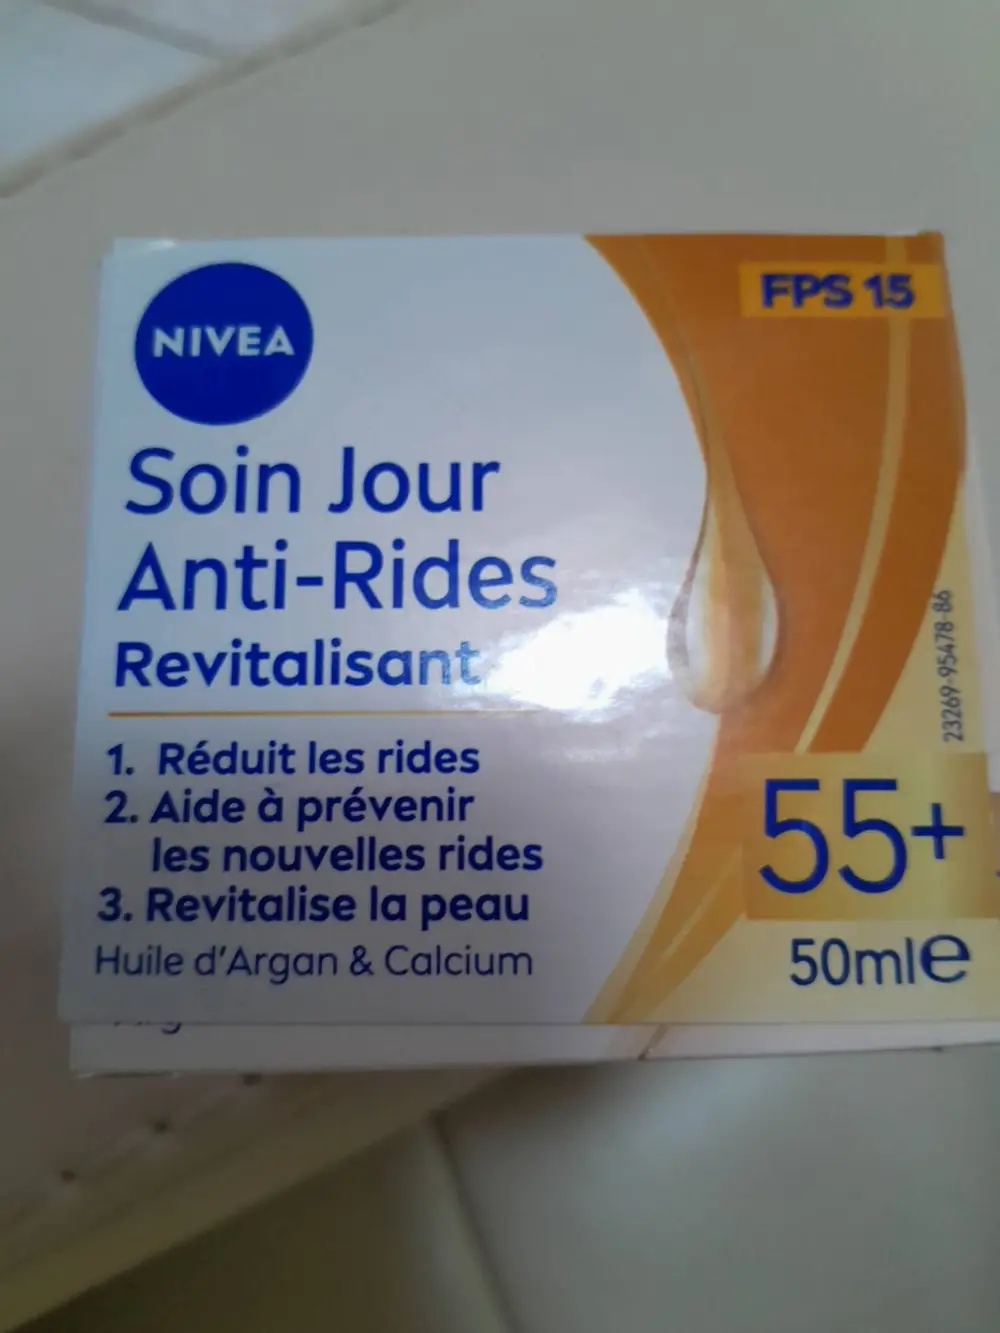 NIVEA
FPS 15
Soin Jour
Anti-Rides
Revitalisant
1. Réduit les rides
2. Aide à prévenir
les nouvelles rides
3. Revitalise la peau
Huile d'Argan & Calcium
23269-95478-86
55+
50ml e